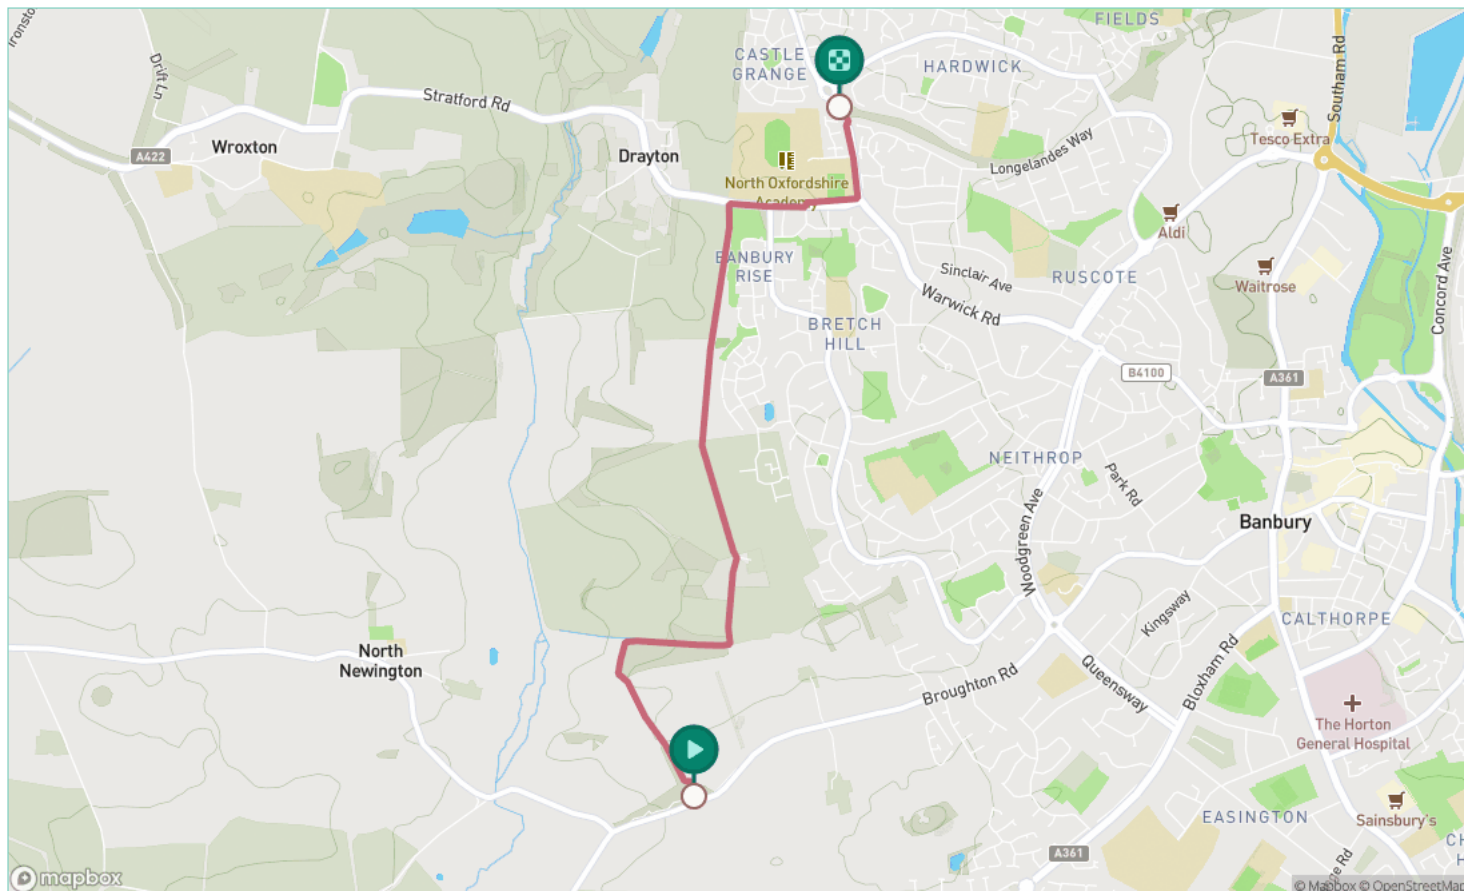 FIELDS
Southam Rd
Drift Ln
CASTLE
GRANGE
HARDWICK
Stratford Rd
Tesco Extra
A422
Wroxton
Drayton
Longelandes Way
North Oxfordshire
Academy
Aldi
BANBURY
RISE
Sinclair Ave
RUSCOTE
Waitrose
Concord Ave
Warwick Rd
BRETCH
HILL
B4100
A361
NEITHROP
Park Rd
Woodgreen Ave
Banbury
Kingsway
CALTHORPE
North
Newington
Broughton Rd
Queensway
Bloxham Rd
The Horton
General Hospital
EASINGTON
Sainsbury's
A361
mapbox
© Mapbox © OpenStreetMap